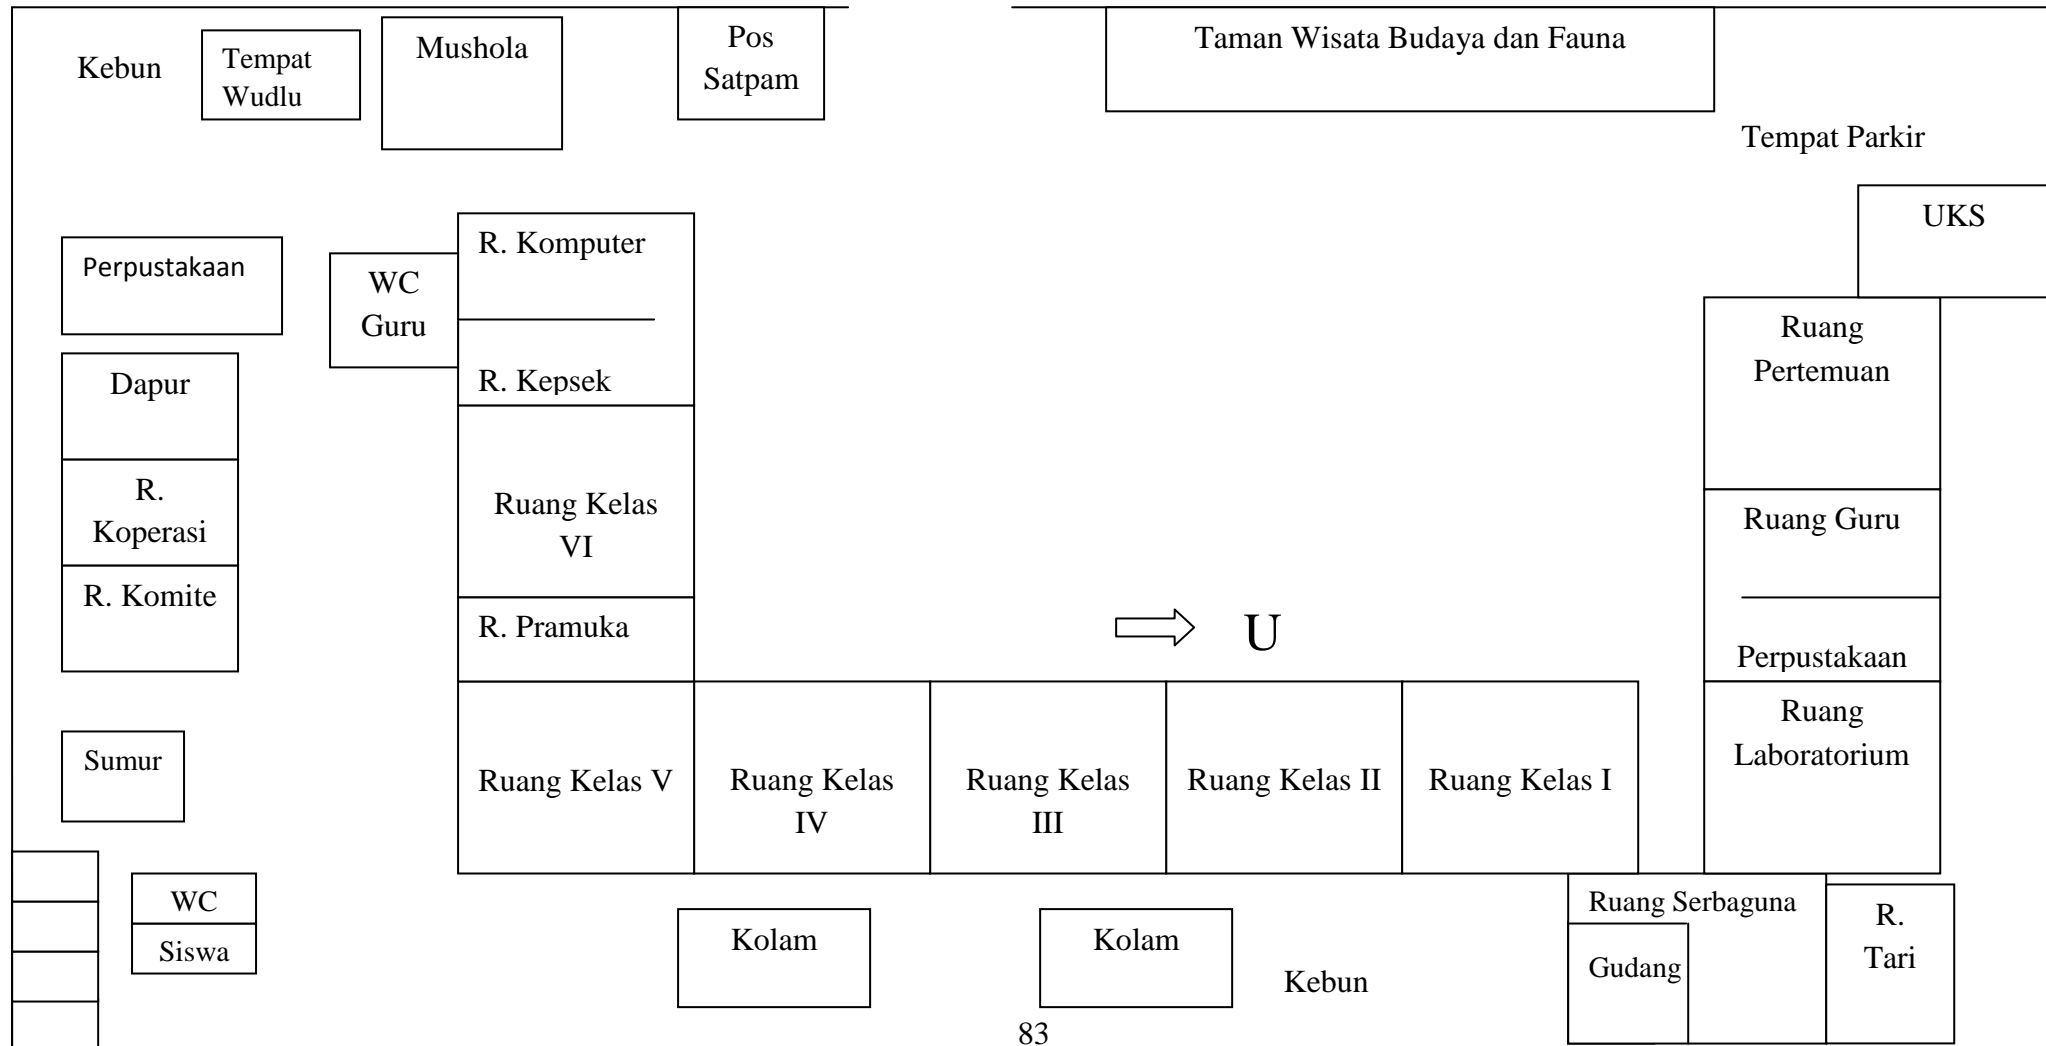 Kebun
Tempat
Wudlu
Mushola
Pos
Satpam
Taman Wisata Budaya dan Fauna
Tempat Parkir
UKS
Perpustakaan
WC
Guru
R. Komputer
R. Kepsek
Ruang
Pertemuan
Dapur
R.
Koperasi
R. Komite
Ruang Kelas
VI
R. Pramuka
U
Ruang Guru
Perpustakaan
Ruang
Laboratorium
Sumur
Ruang Kelas V
Ruang Kelas
IV
Ruang Kelas
III
Ruang Kelas II
Ruang Kelas I
WC
Siswa
Kolam
Kolam
Kebun
Ruang Serbaguna
Gudang
R.
Tari
83